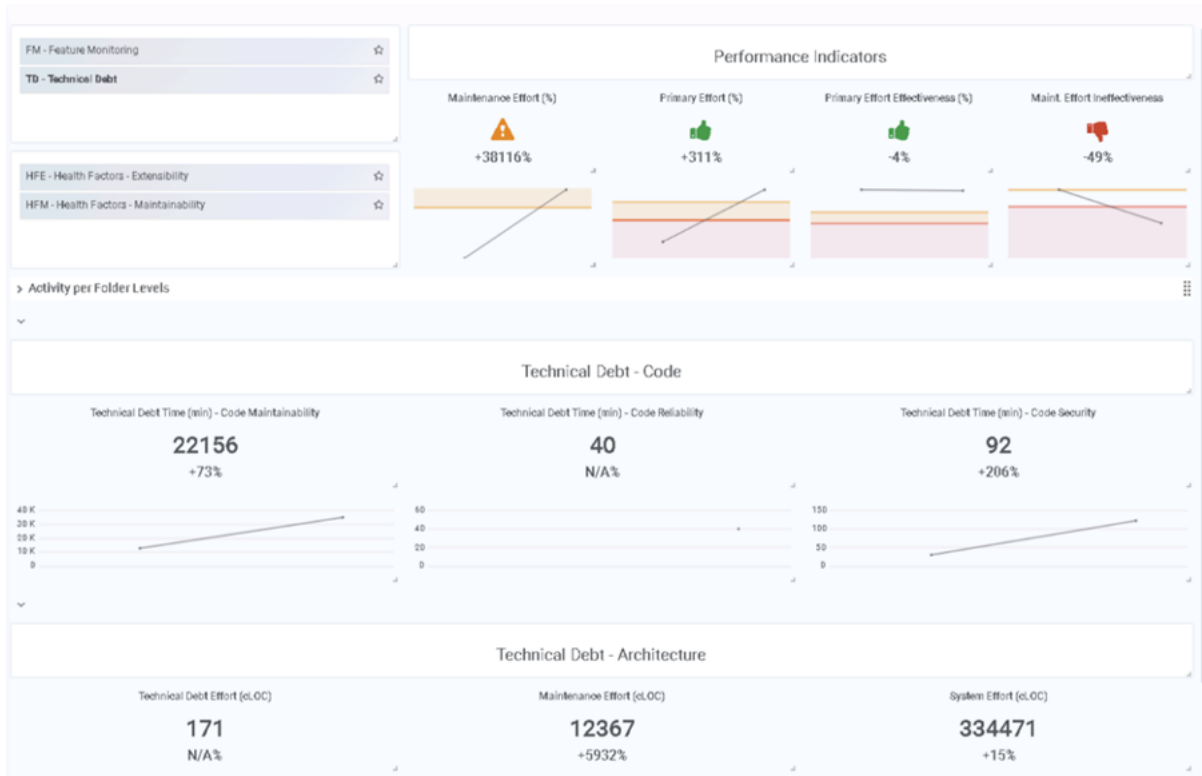 FM - Feature Monitoring
TD - Technical Debt
HFE - Health Factors - Extensibility
HFM - Health Factors - Maintainability
Performance Indicators
Maintenance Effort (%)
+38116%
Primary Effort (%)
+311%
Primary Effort Effectiveness (%)
-4%
Maint. Effort Ineffectiveness
-49%
Activity per Folder Levels
Technical Debt - Code
Technical Debt Time (min) - Code Maintainability
22156
+73%
Technical Debt Time (min) - Code Reliability
40
N/A%
Technical Debt Time (min) - Code Security
92
+206%
40 K
30 K
20 K
10 K
0
60
40
20
0
150
100
50
0
Technical Debt - Architecture
Technical Debt Effort (cLOC)
171
N/A%
Maintenance Effort (cLOC)
12367
+5932%
System Effort (cLOC)
334471
+15%